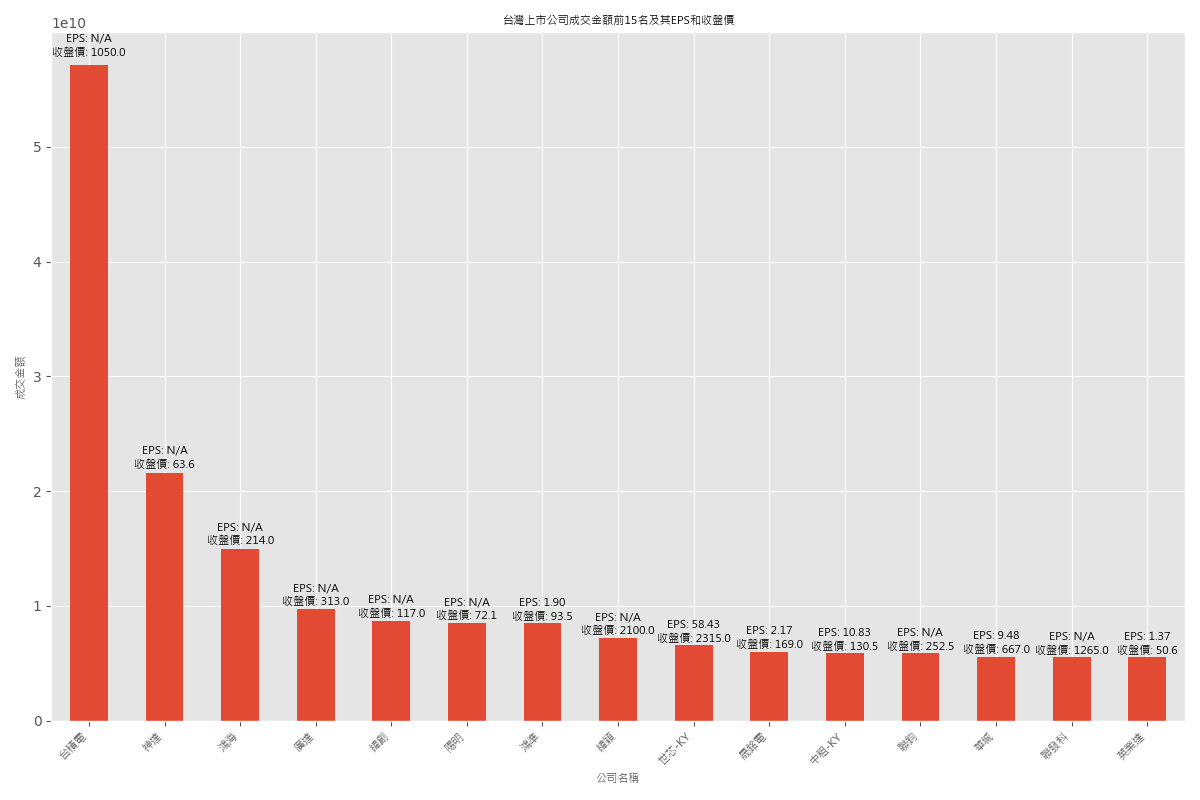 台灣上市公司成交金額前15名及其EPS和收盤價
1e10
5
4
3
2
1
0
成交金額
EPS: N/A
收盤價: 1050.0
EPS: N/A
收盤價: 63.6
EPS: N/A
收盤價: 214.0
EPS: N/A
收盤價: 313.0
EPS: N/A
收盤價: 117.0
EPS: N/A
收盤價: 72.1
EPS: 1.90
收盤價: 93.5
EPS: N/A
收盤價: 2100.0
EPS: 58.43
收盤價: 2315.0
EPS: 2.17
收盤價: 169.0
EPS: 10.83
收盤價: 130.5
EPS: N/A
收盤價: 252.5
EPS: 9.48
收盤價: 667.0
EPS: N/A
收盤價: 1265.0
EPS: 1.37
收盤價: 50.6
台積電
神達
鴻海
廣達
緯創
陽明
鴻準
緯穎
世芯-KY
晟銘電
中租-KY
聯鈞
華城
聯發科
英業達
公司名稱